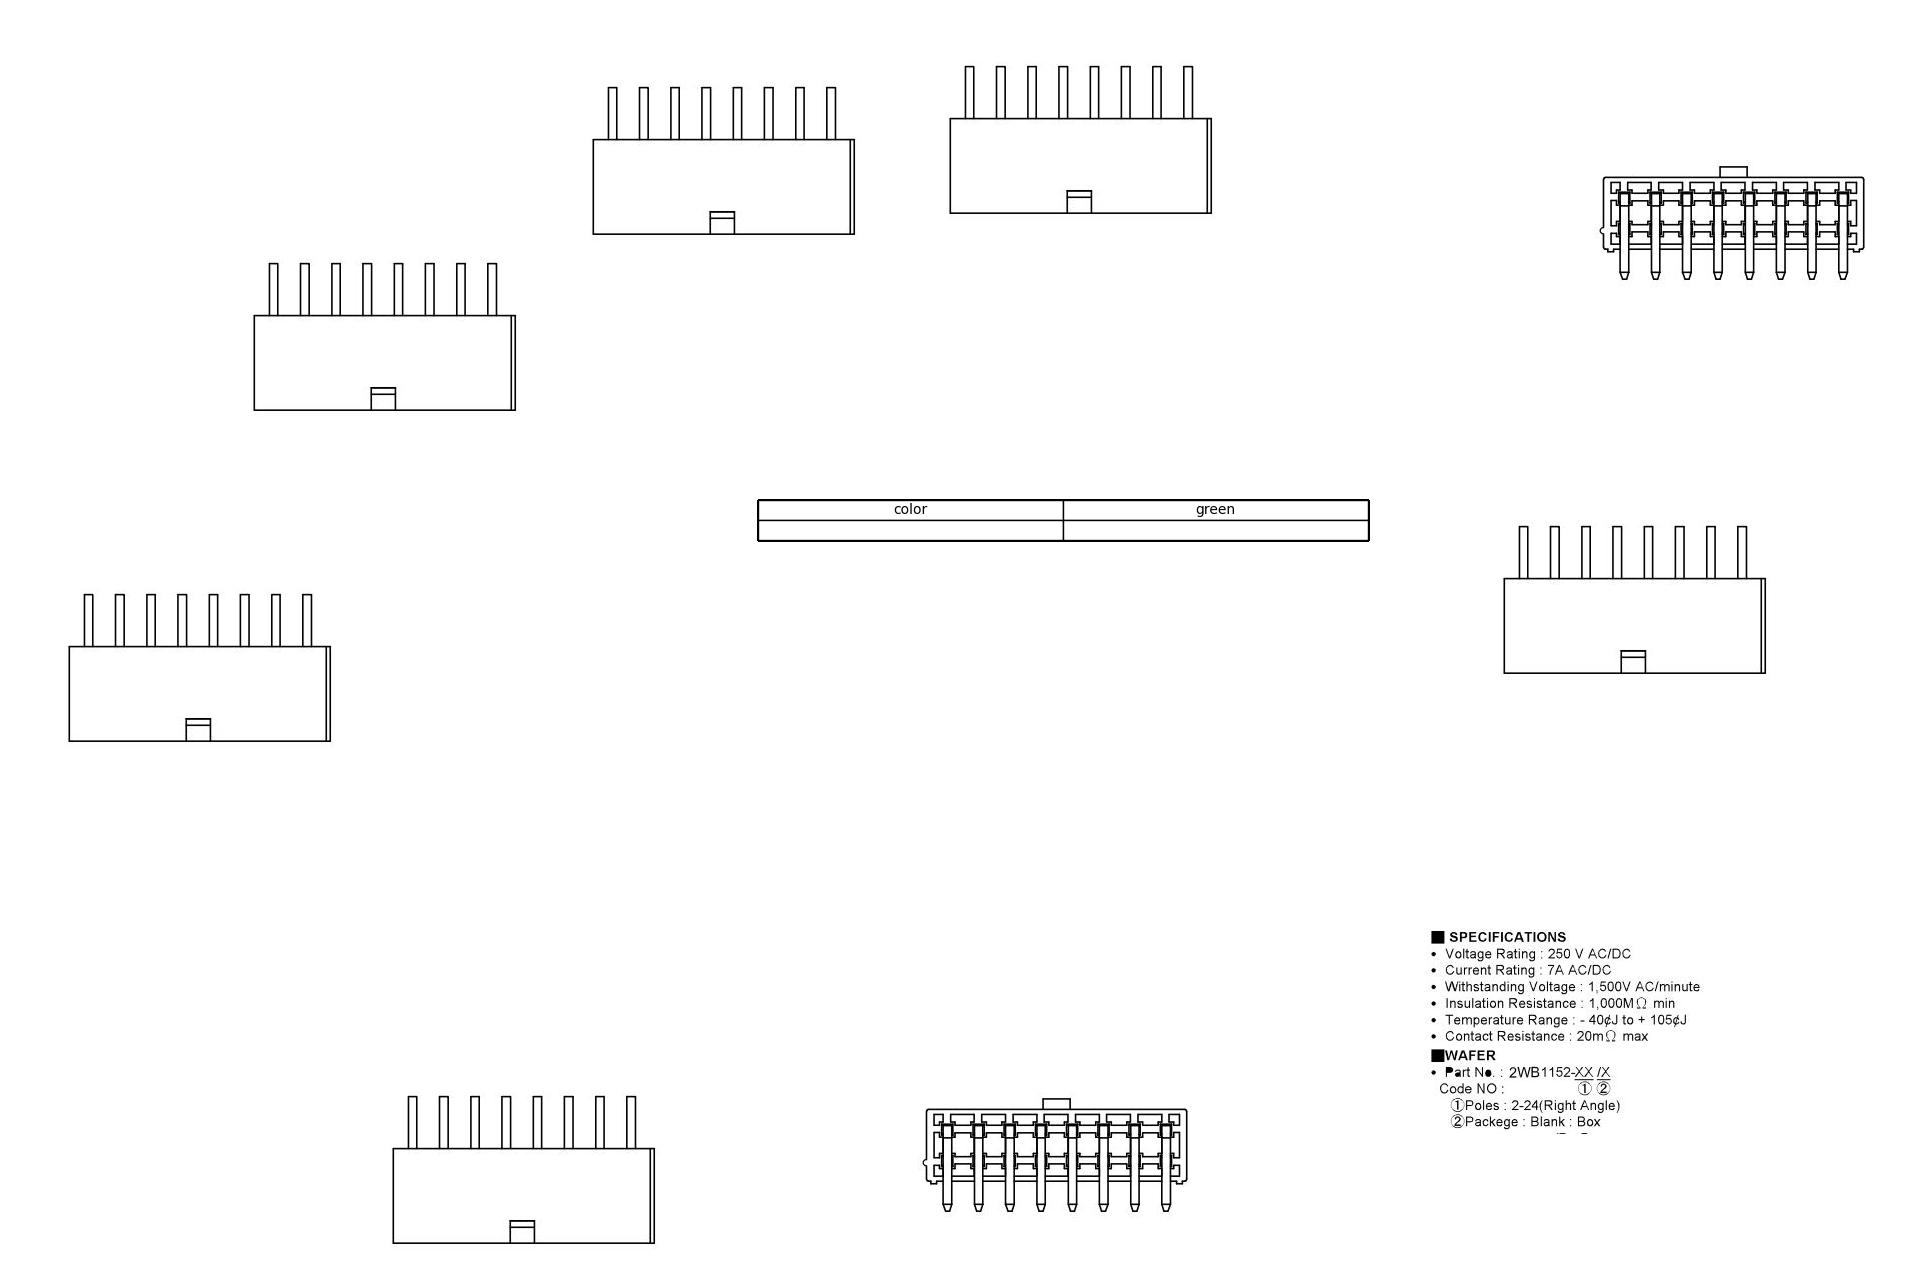 color green
■ SPECIFICATIONS
• Voltage Rating : 250 V AC/DC
• Current Rating : 7A AC/DC
• Withstanding Voltage : 1,500V AC/minute
• Insulation Resistance : 1,000MΩ min
• Temperature Range : - 40¢J to + 105¢J
• Contact Resistance : 20mΩ max
■WAFER
• Part No. : 2WB1152-XX /X
Code NO : ① ②
①Poles : 2-24(Right Angle)
②Packege : Blank : Box